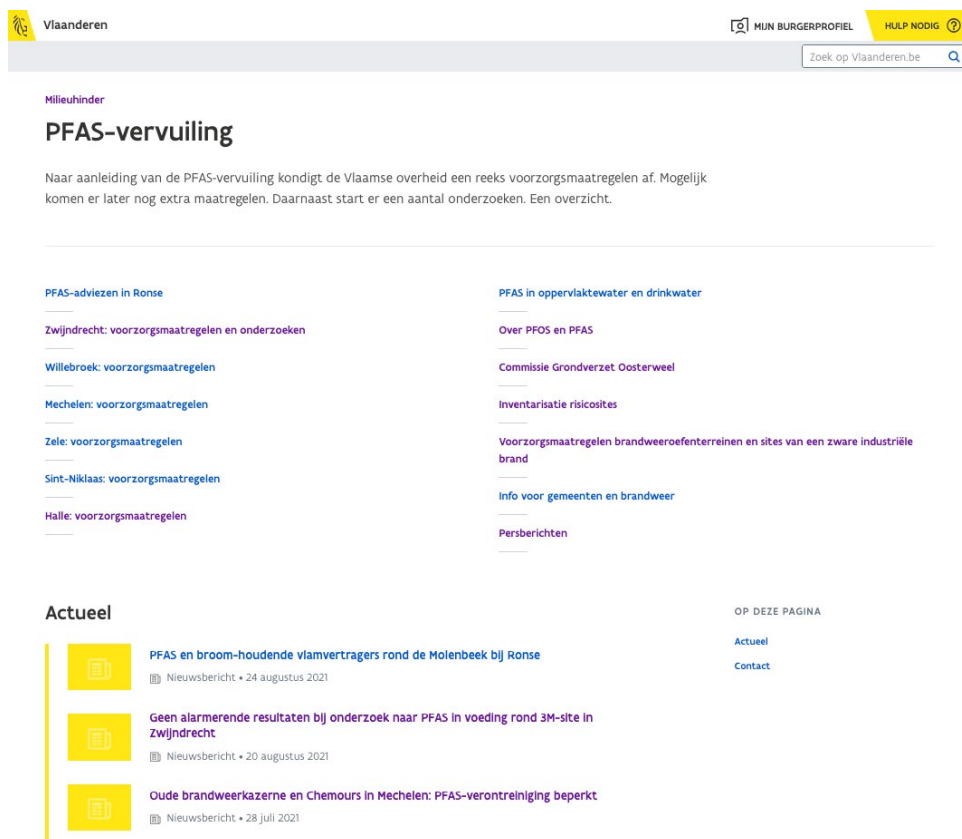 Vlaanderen
MIJN BURGERPROFIEL
HULP NODIG
Zoek op Vlaanderen.be
Milieuhinder
PFAS-vervuiling
Naar aanleiding van de PFAS-vervuiling kondigt de Vlaamse overheid een reeks voorzorgsmaatregelen af. Mogelijk
komen er later nog extra maatregelen. Daarnaast start er een aantal onderzoeken. Een overzicht.
PFAS-adviezen in Ronse
Zwijndrecht: voorzorgsmaatregelen en onderzoeken
Willebroek: voorzorgsmaatregelen
Mechelen: voorzorgsmaatregelen
Zele: voorzorgsmaatregelen
Sint-Niklaas: voorzorgsmaatregelen
Halle: voorzorgsmaatregelen
PFAS in oppervlaktewater en drinkwater
Over PFOS en PFAS
Commissie Grondverzet Oosterweel
Inventarisatie risicosites
Voorzorgsmaatregelen brandweeroefenterreinen en sites van een zware industriële
brand
Info voor gemeenten en brandweer
Persberichten
Actueel
PFAS en broom-houdende vlamvertragers rond de Molenbeek bij Ronse
Nieuwsbericht • 24 augustus 2021
Geen alarmerende resultaten bij onderzoek naar PFAS in voeding rond 3M-site in
Zwijndrecht
Nieuwsbericht • 20 augustus 2021
Oude brandweerkazerne en Chemours in Mechelen: PFAS-verontreiniging beperkt
Nieuwsbericht • 28 juli 2021
OP DEZE PAGINA
Actueel
Contact